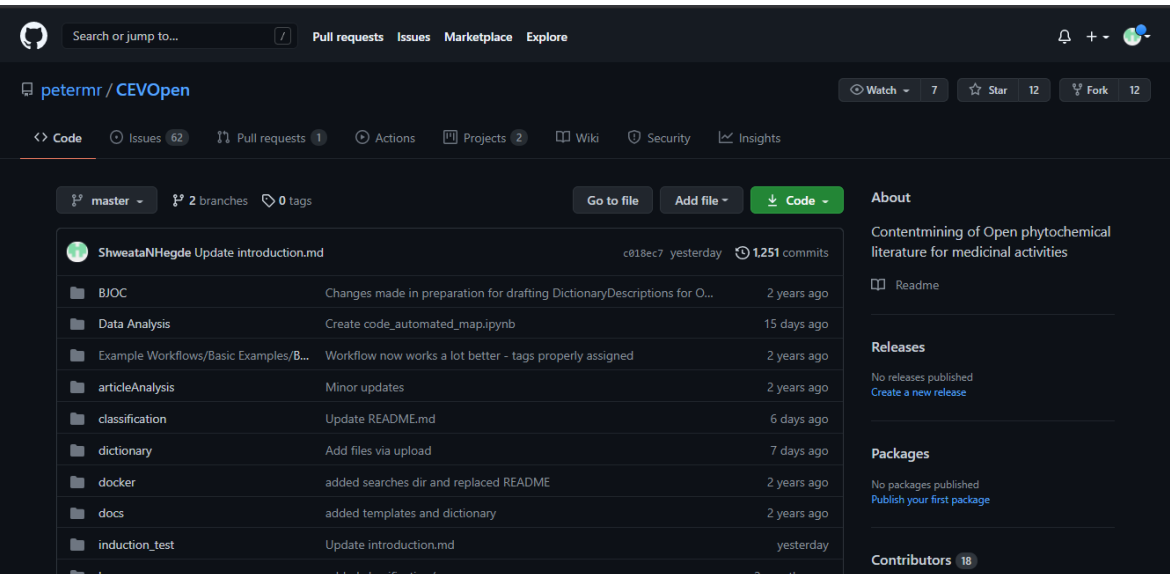 Search or jump to... / Pull requests Issues Marketplace Explore
petermr / CEVOpen Watch 7 Star 12 Fork 12
Code Issues 62 Pull requests 1 Actions Projects 2 Wiki Security Insights
master 2 branches 0 tags Go to file Add file Code
ShweataNHegde Update introduction.md c018ec7 yesterday 1,251 commits
BJOC Changes made in preparation for drafting DictionaryDescriptions for O... 2 years ago
Data Analysis Create code_automated_map.ipynb 15 days ago
Example Workflows/Basic Examples/B... Workflow now works a lot better - tags properly assigned 2 years ago
articleAnalysis Minor updates 2 years ago
classification Update README.md 6 days ago
dictionary Add files via upload 7 days ago
docker added searches dir and replaced README 2 years ago
docs added templates and dictionary 2 years ago
induction_test Update introduction.md yesterday
About
Contentmining of Open phytochemical
literature for medicinal activities
Readme
Releases
No releases published
Create a new release
Packages
No packages published
Publish your first package
Contributors 18